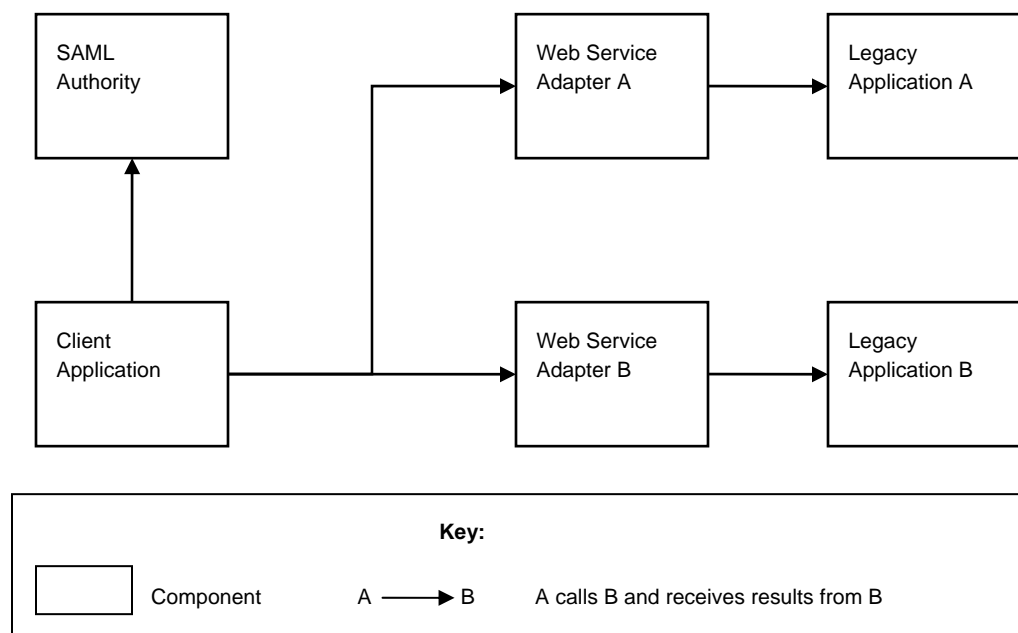 SAML
Authority
Web Service
Adapter A
Legacy
Application A
Client
Application
Web Service
Adapter B
Legacy
Application B
Key:
Component
A B
A calls B and receives results from B